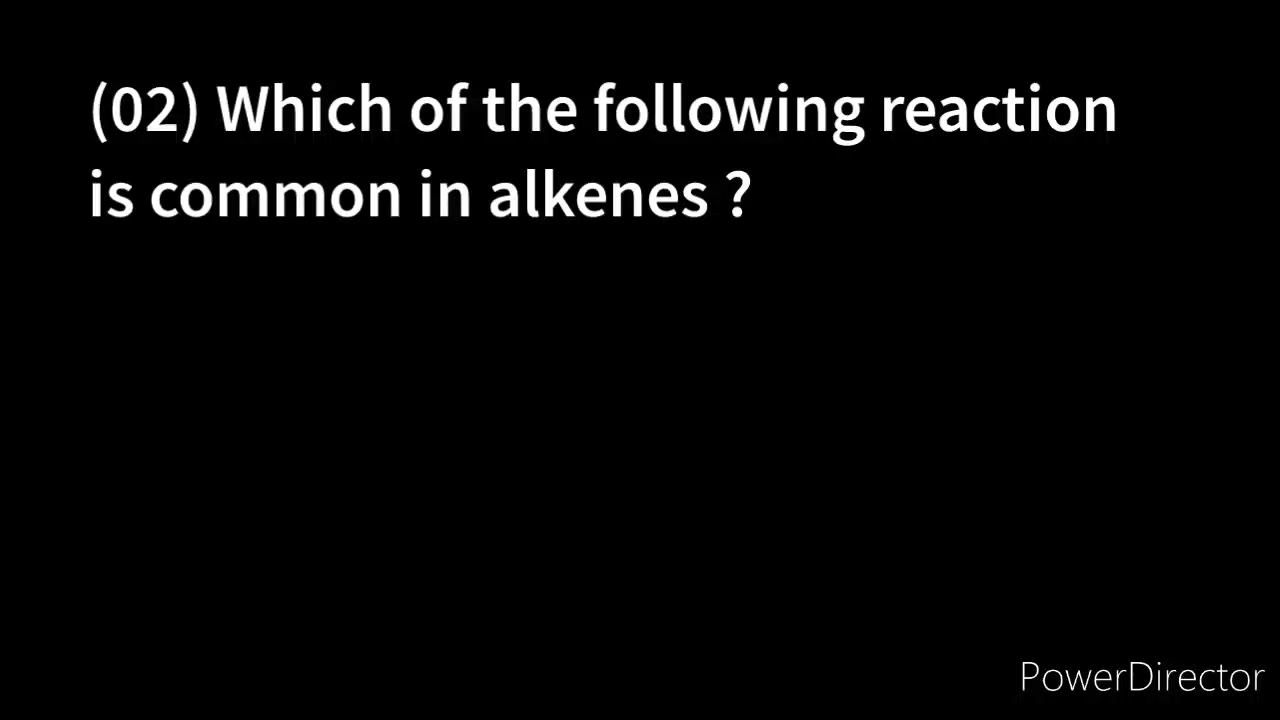 (02) Which of the following reaction
is common in alkenes ?
PowerDirector